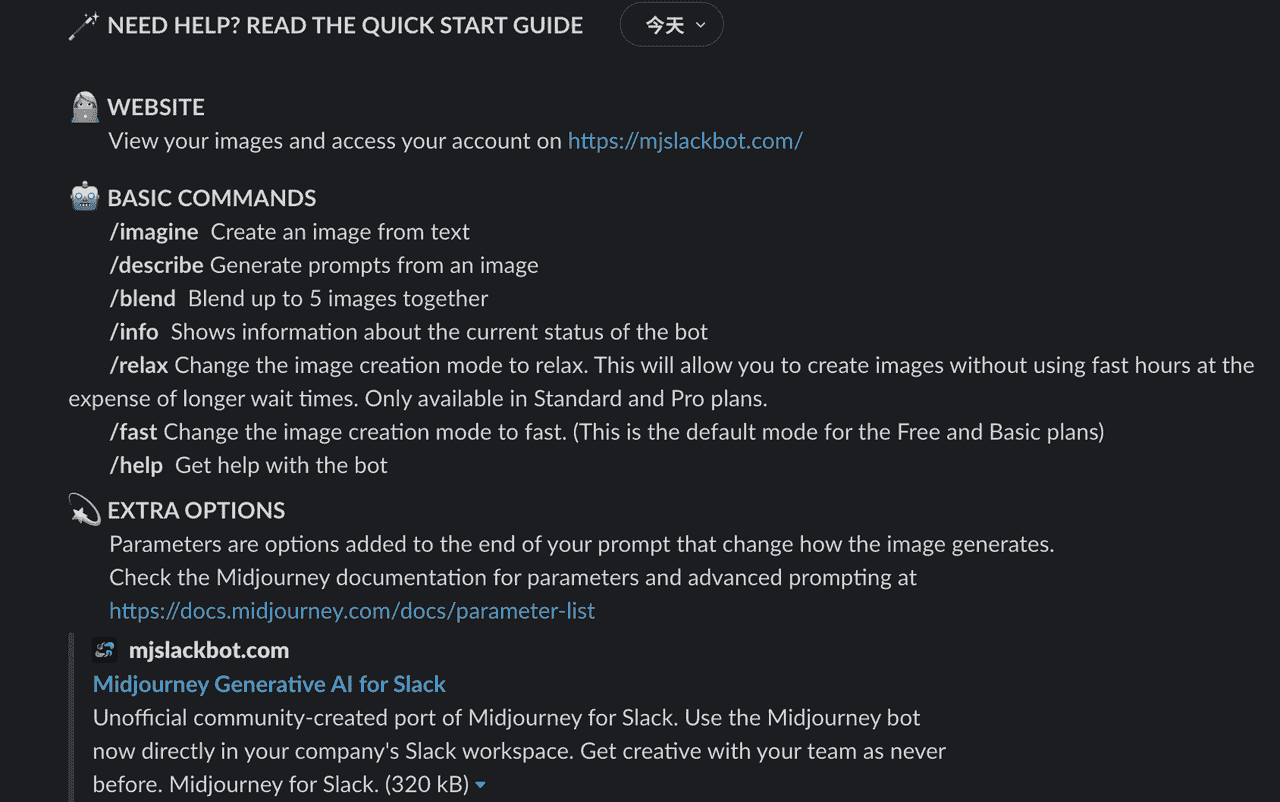 NEED HELP? READ THE QUICK START GUIDE
今天
WEBSITE
View your images and access your account on https://mjslackbot.com/
BASIC COMMANDS
/imagine Create an image from text
/describe Generate prompts from an image
/blend Blend up to 5 images together
/info Shows information about the current status of the bot
/relax Change the image creation mode to relax. This will allow you to create images without using fast hours at the
expense of longer wait times. Only available in Standard and Pro plans.
/fast Change the image creation mode to fast. (This is the default mode for the Free and Basic plans)
/help Get help with the bot
EXTRA OPTIONS
Parameters are options added to the end of your prompt that change how the image generates.
Check the Midjourney documentation for parameters and advanced prompting at
https://docs.midjourney.com/docs/parameter-list
mjslackbot.com
Midjourney Generative AI for Slack
Unofficial community-created port of Midjourney for Slack. Use the Midjourney bot
now directly in your company's Slack workspace. Get creative with your team as never
before. Midjourney for Slack. (320 kB)